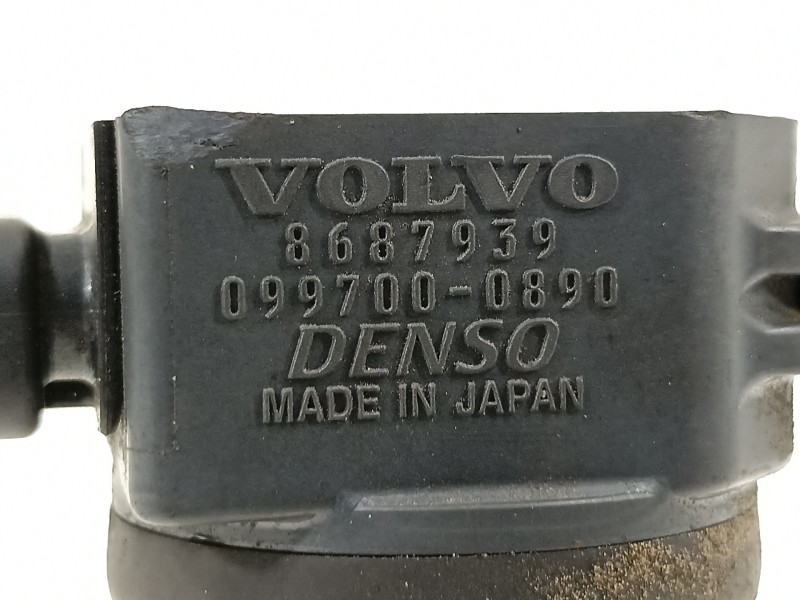 VOLVO
8687939
099700-0890
DENSO
MADE IN JAPAN